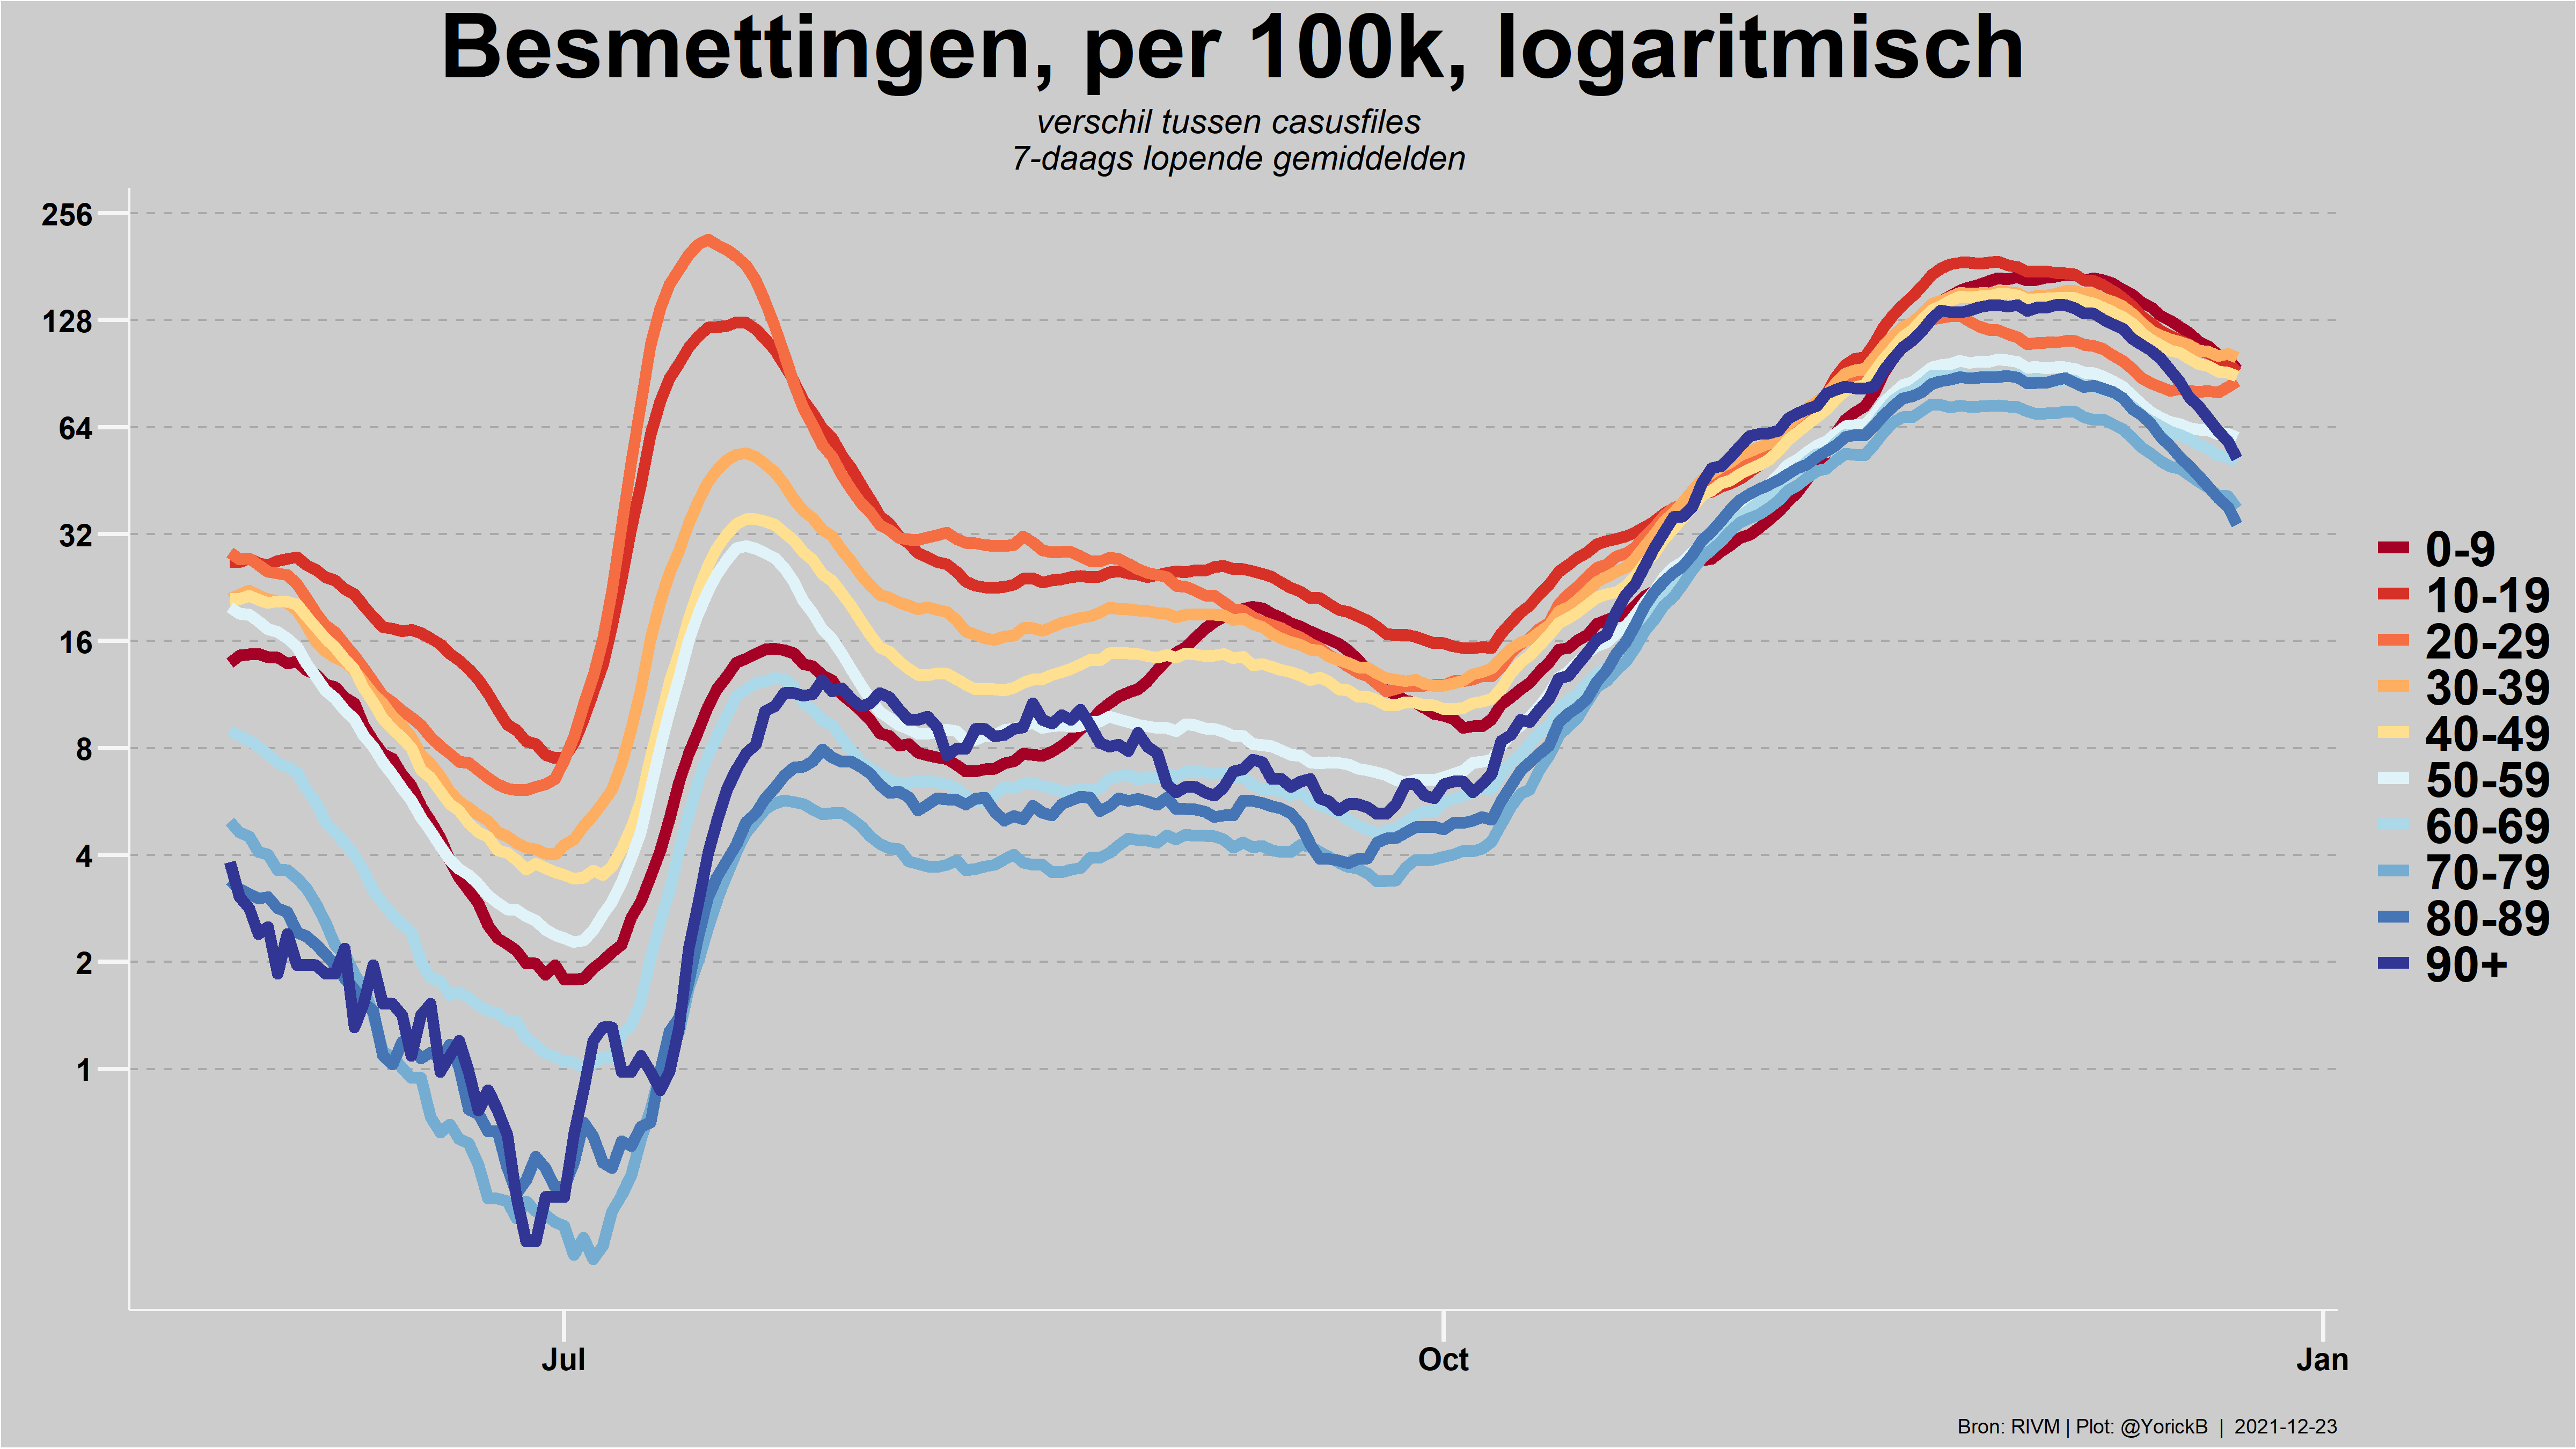 Besmettingen, per 100k, logaritmisch
verschil tussen casusfiles
7-daags lopende gemiddelden
256
128
64
32
16
8
4
2
1
Jul
Oct
Jan
0-9
10-19
20-29
30-39
40-49
50-59
60-69
70-79
80-89
90+
Bron: RIVM | Plot: @YorickB | 2021-12-23